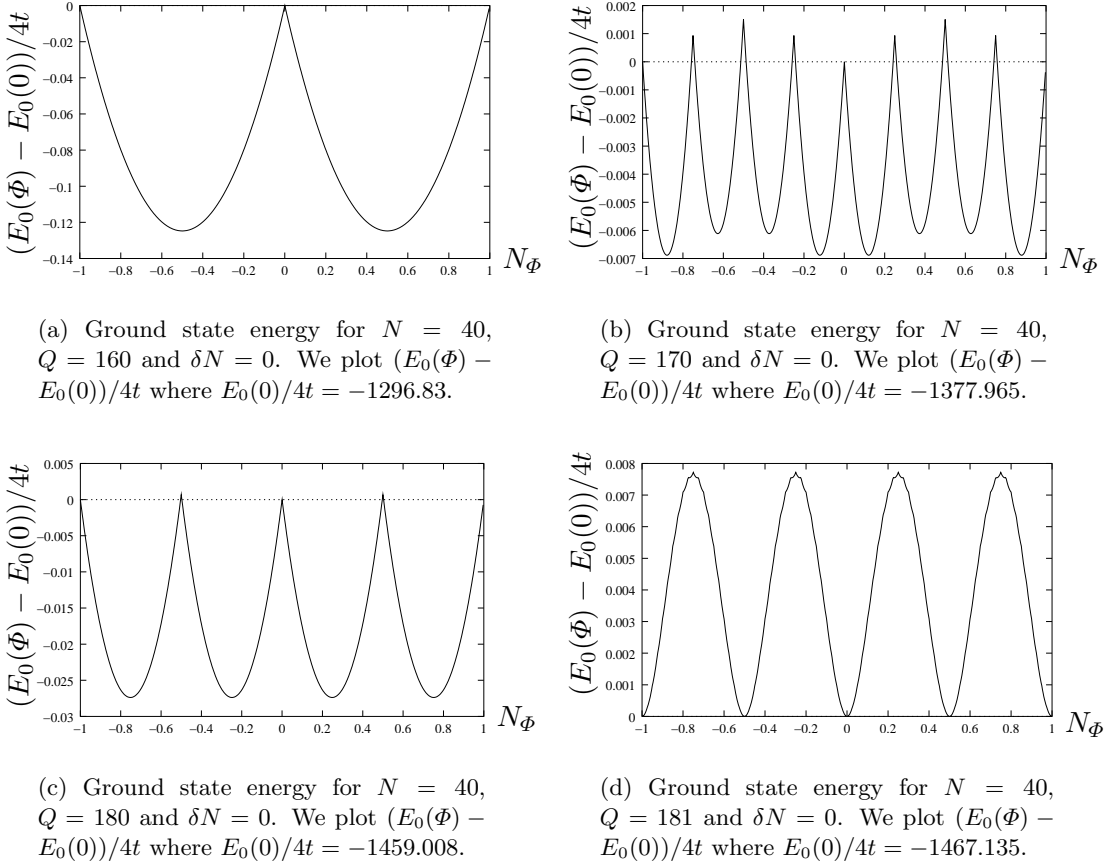 (E₀(Φ) − E₀(0))/4t
0
−0.02
−0.04
−0.06
−0.08
−0.1
−0.12
−0.14
−1 −0.8 −0.6 −0.4 −0.2 0 0.2 0.4 0.6 0.8 1
N_Φ
(a) Ground state energy for N = 40,
Q = 160 and δN = 0. We plot (E₀(Φ) −
E₀(0))/4t where E₀(0)/4t = −1296.83.
(E₀(Φ) − E₀(0))/4t
0.002
0.001
0
−0.001
−0.002
−0.003
−0.004
−0.005
−0.006
−0.007
−1 −0.8 −0.6 −0.4 −0.2 0 0.2 0.4 0.6 0.8 1
N_Φ
(b) Ground state energy for N = 40,
Q = 170 and δN = 0. We plot (E₀(Φ) −
E₀(0))/4t where E₀(0)/4t = −1377.965.
(E₀(Φ) − E₀(0))/4t
0.005
0
−0.005
−0.01
−0.015
−0.02
−0.025
−0.03
−1 −0.8 −0.6 −0.4 −0.2 0 0.2 0.4 0.6 0.8 1
N_Φ
(c) Ground state energy for N = 40,
Q = 180 and δN = 0. We plot (E₀(Φ) −
E₀(0))/4t where E₀(0)/4t = −1459.008.
(E₀(Φ) − E₀(0))/4t
0.008
0.007
0.006
0.005
0.004
0.003
0.002
0.001
0
−1 −0.8 −0.6 −0.4 −0.2 0 0.2 0.4 0.6 0.8 1
N_Φ
(d) Ground state energy for N = 40,
Q = 181 and δN = 0. We plot (E₀(Φ) −
E₀(0))/4t where E₀(0)/4t = −1467.135.